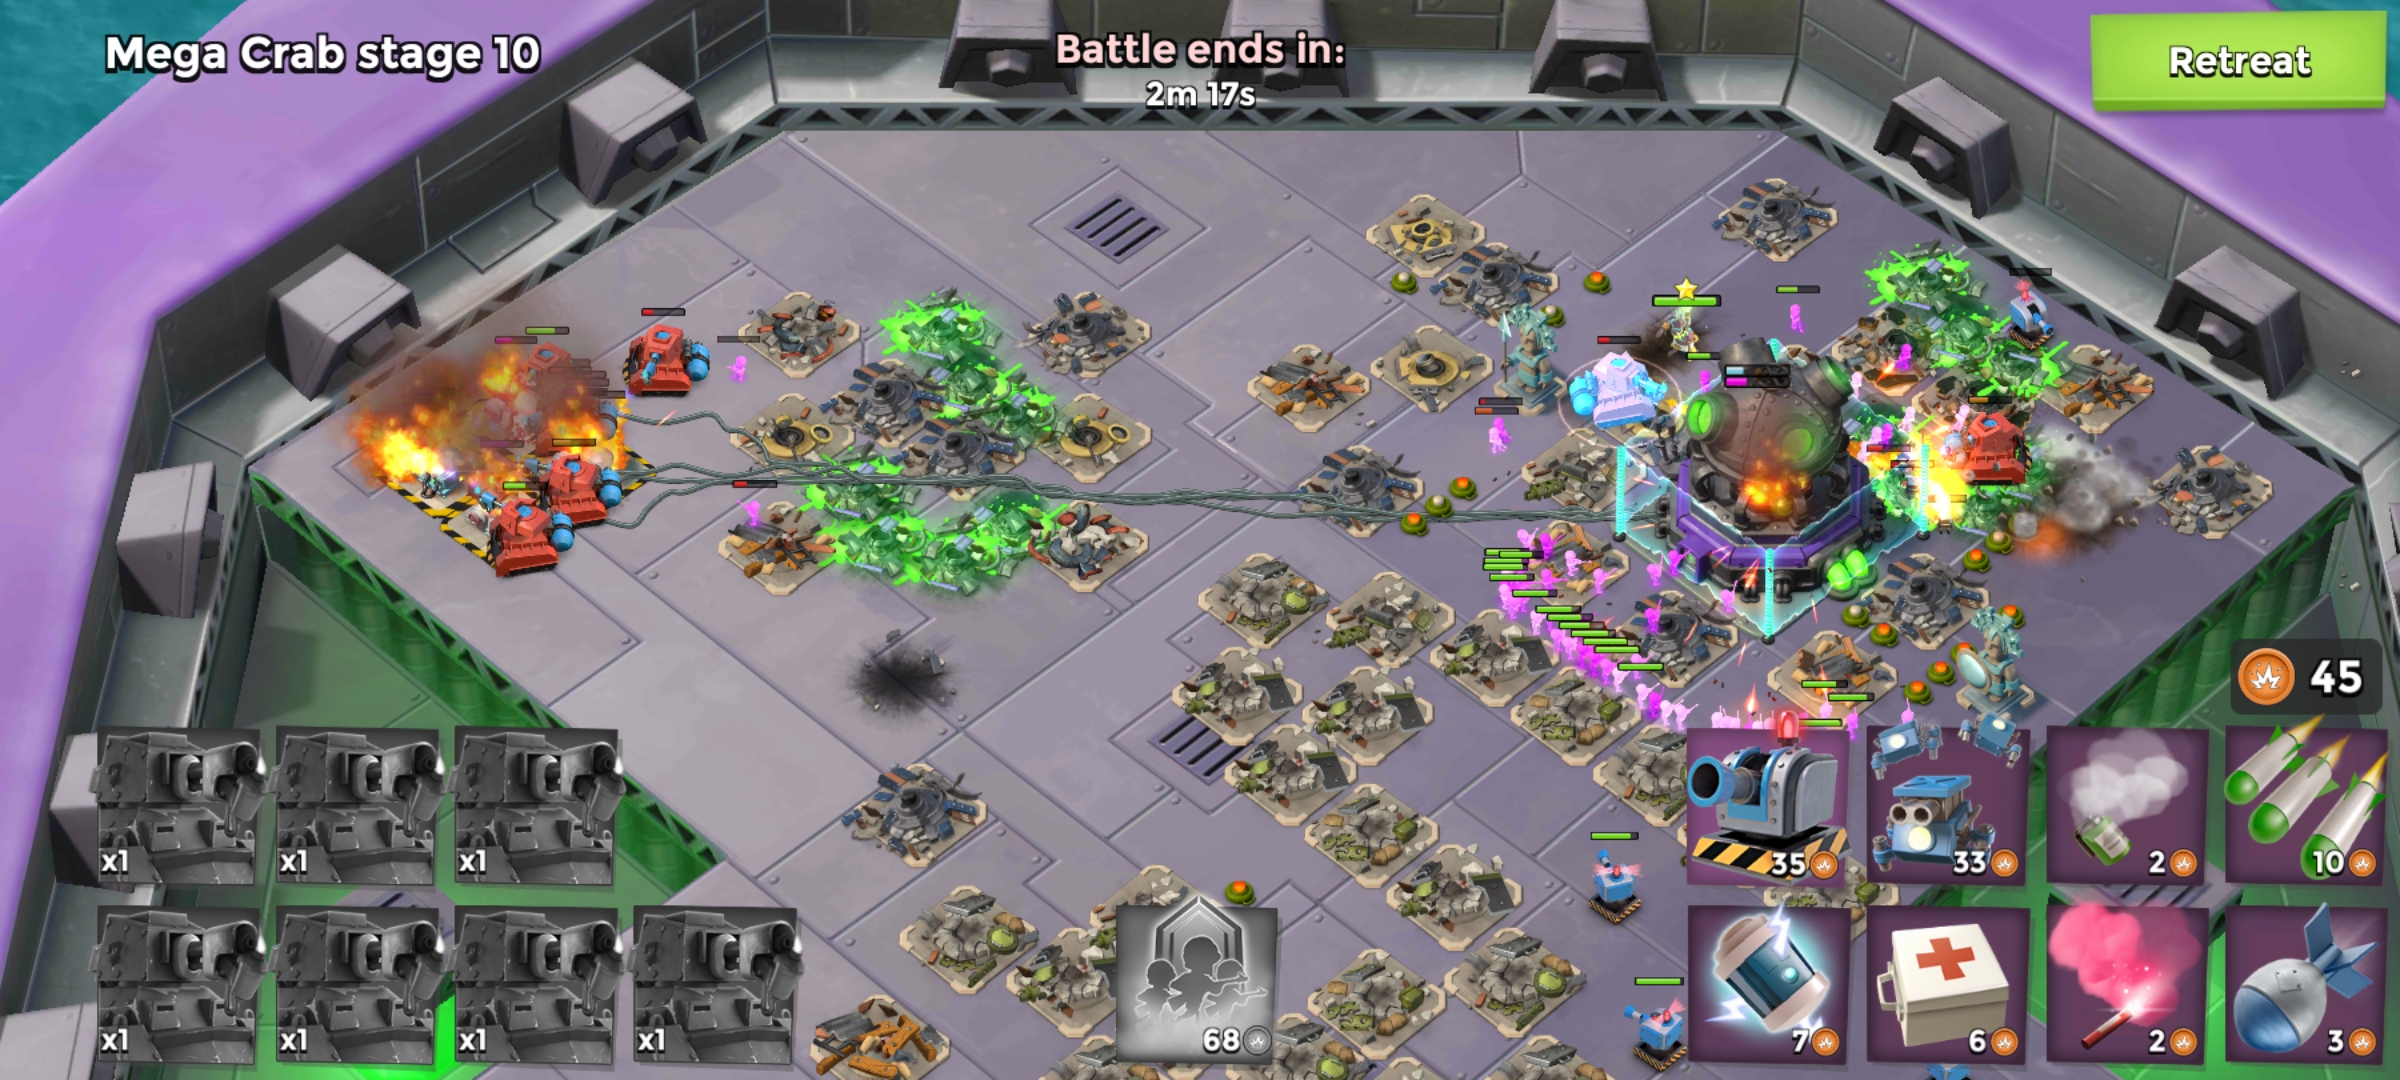 Mega Crab stage 10
Battle ends in:
2m 17s
Retreat
45
x1
x1
x1
35
33
2
10
x1
x1
x1
x1
68
7
6
2
3